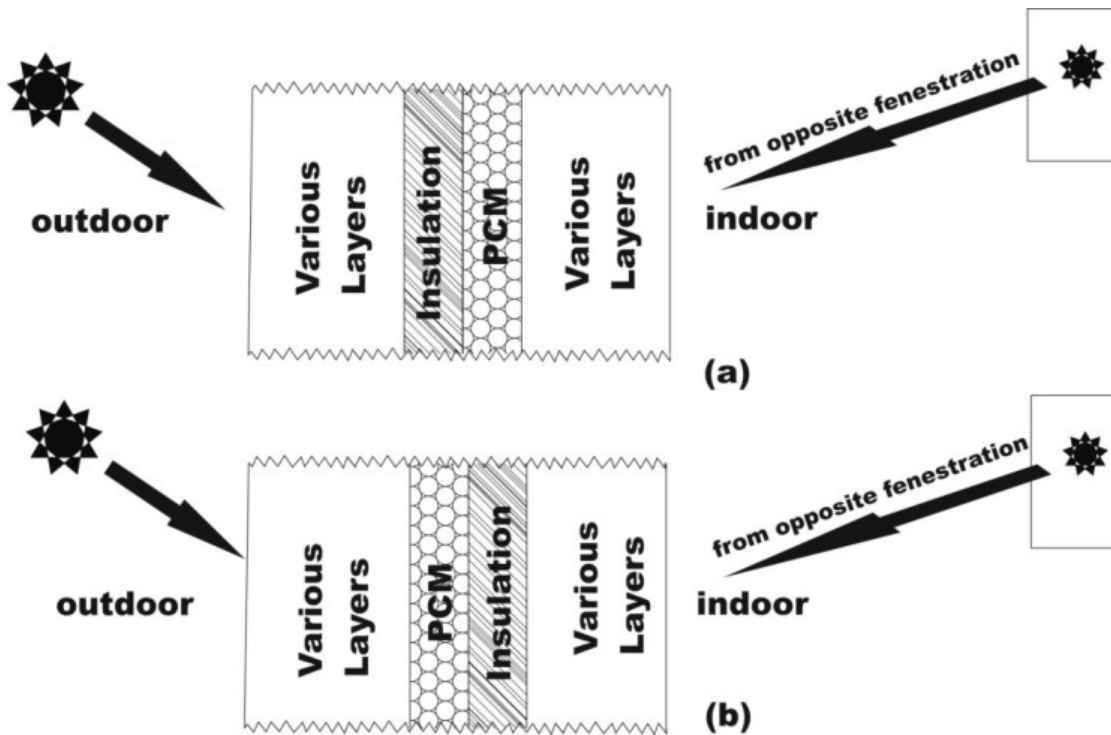 outdoor
Various
Layers
Insulation
PCM
Various
Layers
from opposite fenestration
indoor
(a)
outdoor
Various
Layers
PCM
Insulation
Various
Layers
from opposite fenestration
indoor
(b)